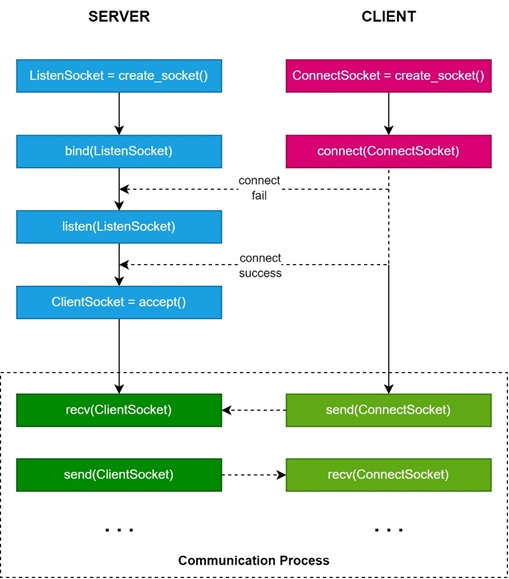 SERVER
CLIENT
ListenSocket = create_socket()
ConnectSocket = create_socket()
bind(ListenSocket)
connect(ConnectSocket)
connect
fail
listen(ListenSocket)
connect
success
ClientSocket = accept()
recv(ClientSocket)
send(ConnectSocket)
send(ClientSocket)
recv(ConnectSocket)
. . .
. . .
Communication Process